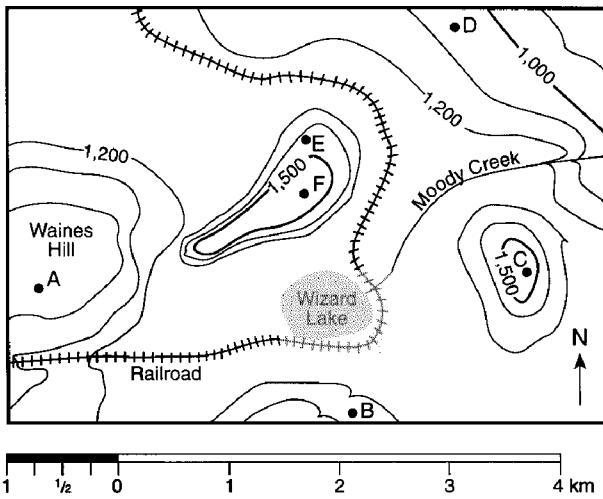 D
1,000
1,200
E
1,200
1,500
F
Moody Creek
Waines
Hill
A
1,500
C
Wizard
Lake
N
Railroad
B
1 1/2 0 1 2 3 4 km